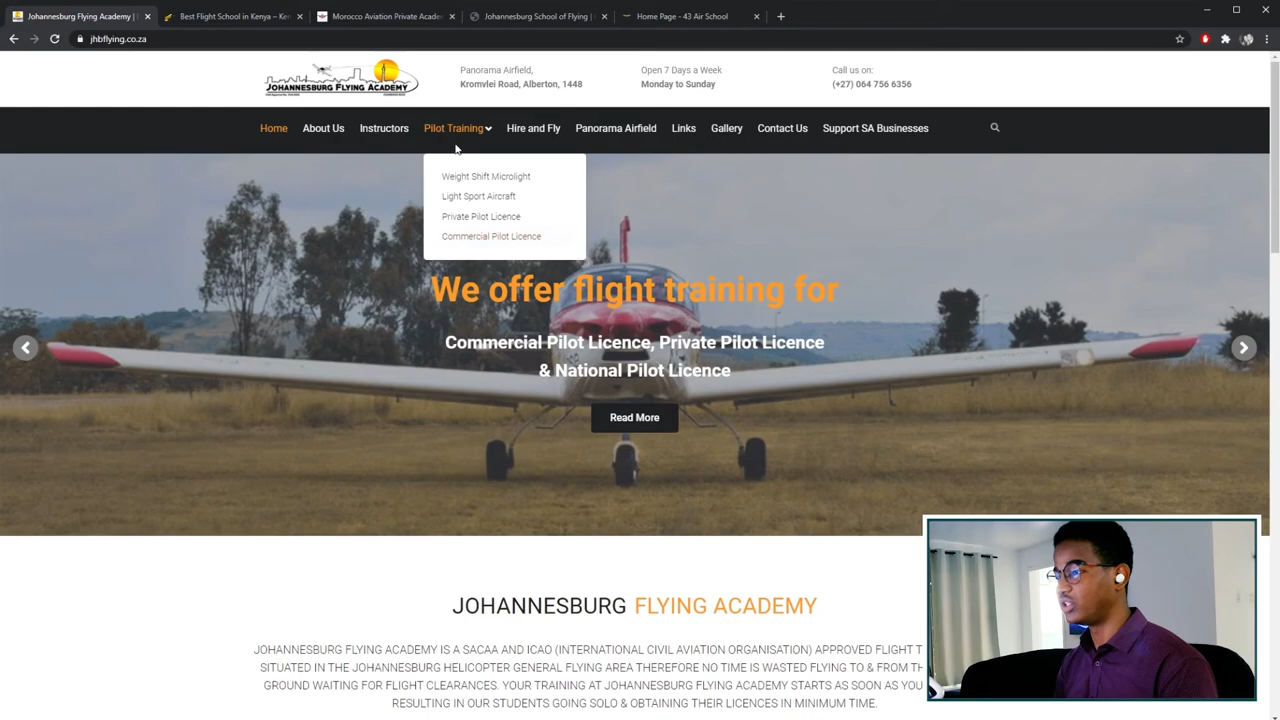 Johannesburg Flying Academy |
Best Flight School in Kenya – Ken
Morocco Aviation Private Acade
Johannesburg School of Flying |
Home Page - 43 Air School
jhbflying.co.za
JOHANNESBURG FLYING ACADEMY
Panorama Airfield,
Kromvlei Road, Alberton, 1448
Open 7 Days a Week
Monday to Sunday
Call us on:
(+27) 064 756 6356
Home
About Us
Instructors
Pilot Training
Hire and Fly
Panorama Airfield
Links
Gallery
Contact Us
Support SA Businesses
Weight Shift Microlight
Light Sport Aircraft
Private Pilot Licence
Commercial Pilot Licence
We offer flight training for
Commercial Pilot Licence, Private Pilot Licence
& National Pilot Licence
Read More
JOHANNESBURG FLYING ACADEMY
JOHANNESBURG FLYING ACADEMY IS A SACAA AND ICAO (INTERNATIONAL CIVIL AVIATION ORGANISATION) APPROVED FLIGHT T
SITUATED IN THE JOHANNESBURG HELICOPTER GENERAL FLYING AREA THEREFORE NO TIME IS WASTED FLYING TO & FROM TH
GROUND WAITING FOR FLIGHT CLEARANCES. YOUR TRAINING AT JOHANNESBURG FLYING ACADEMY STARTS AS SOON AS YOU
RESULTING IN OUR STUDENTS GOING SOLO & OBTAINING THEIR LICENCES IN MINIMUM TIME.